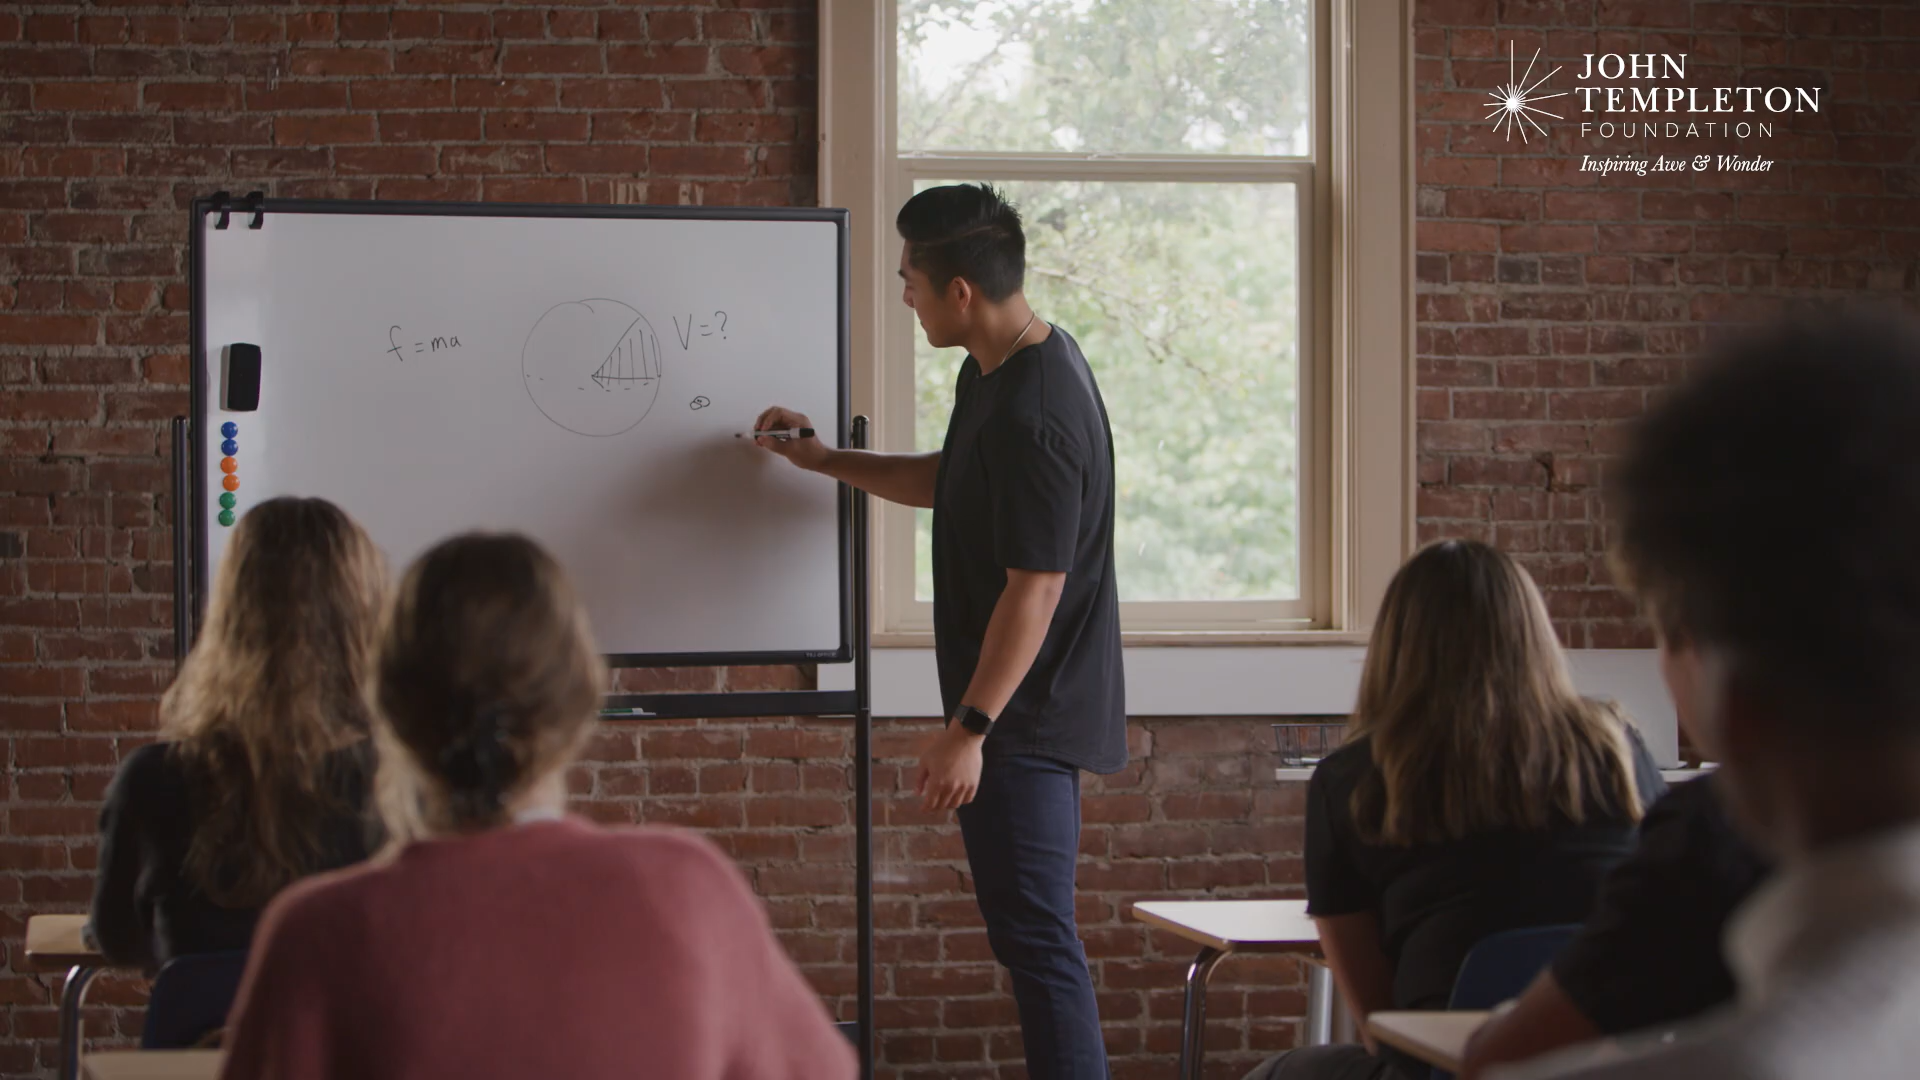 JOHN
TEMPLETON
FOUNDATION
Inspiring Awe & Wonder
f=ma
V=?